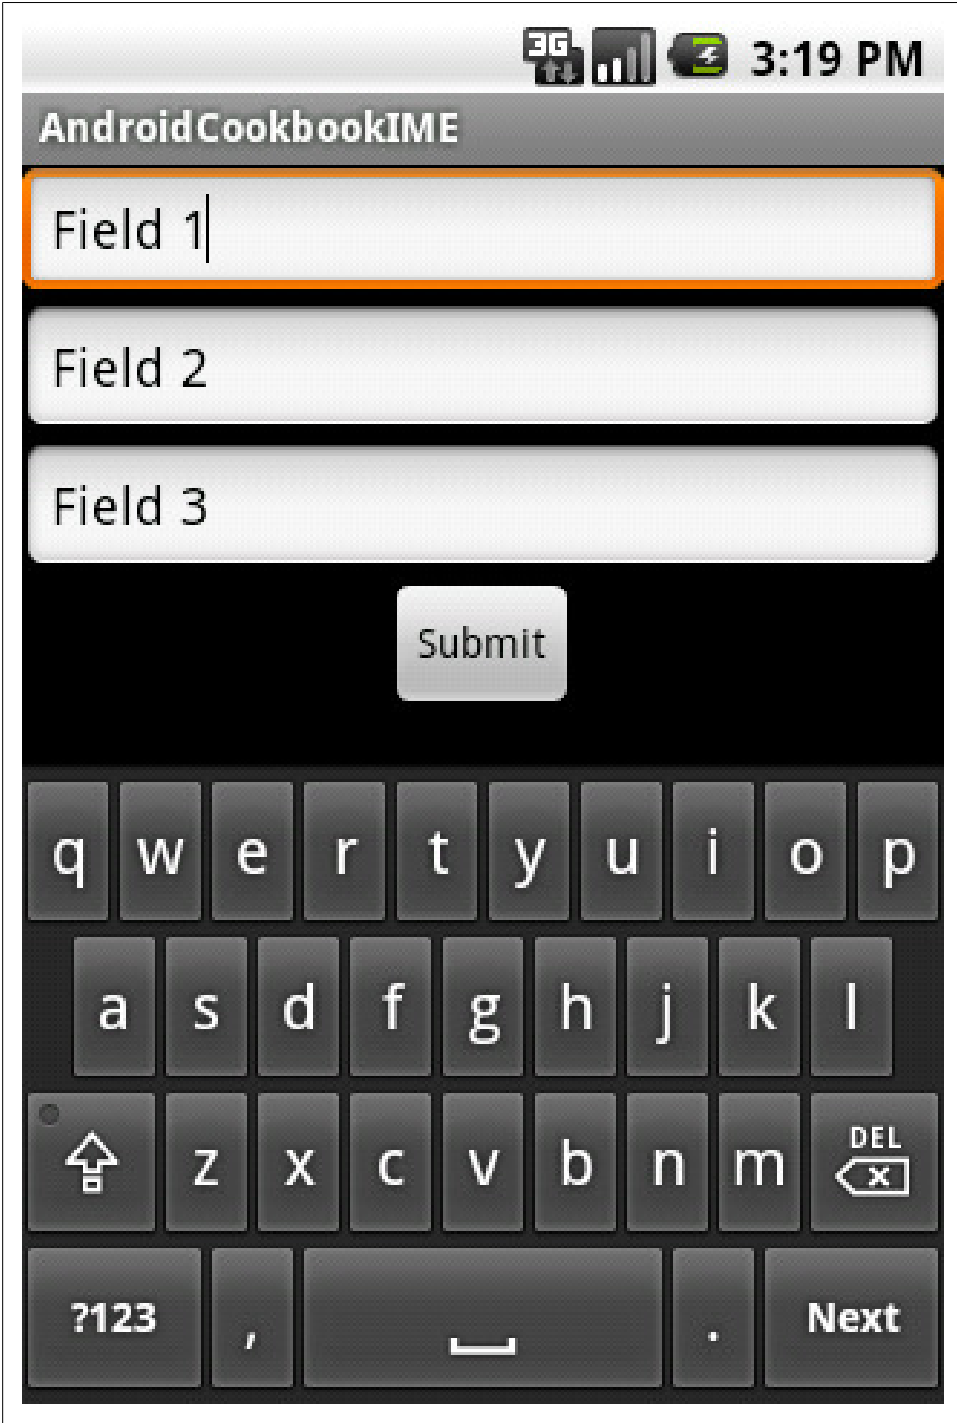 3G 3:19 PM
AndroidCookbookIME
Field 1
Field 2
Field 3
Submit
q w e r t y u i o p
a s d f g h j k l
z x c v b n m DEL
?123 , . Next